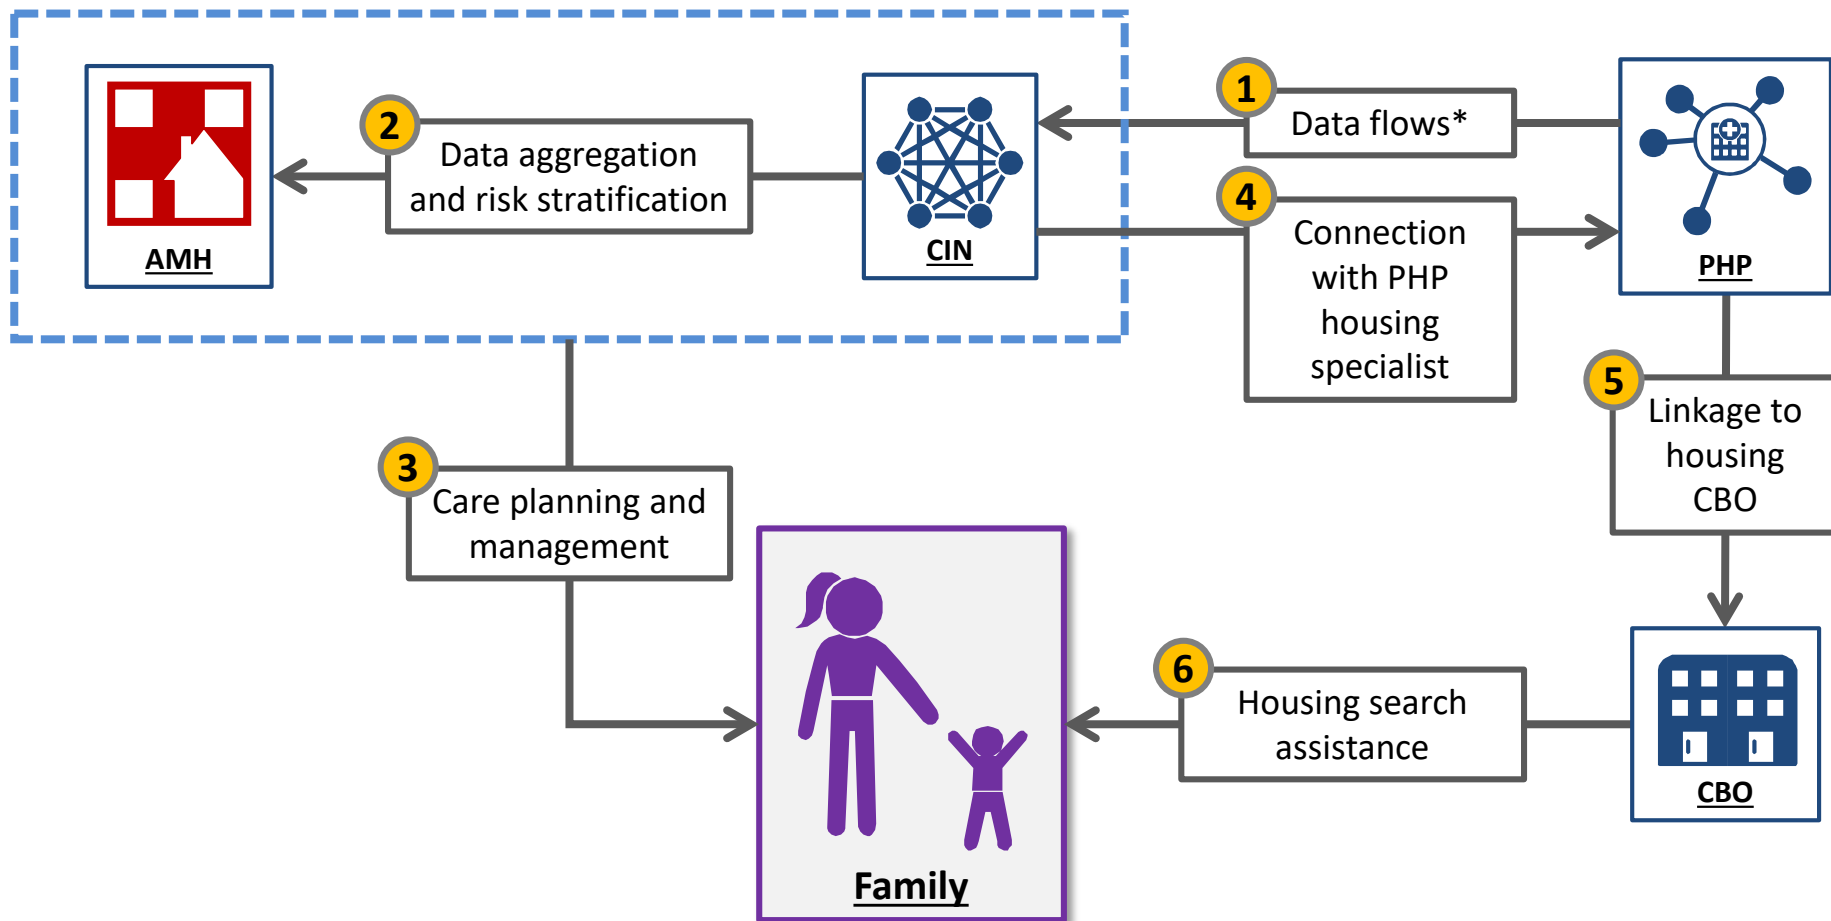 1
Data flows*
2
Data aggregation
and risk stratification
AMH
CIN
4
Connection
with PHP
housing
specialist
PHP
5
Linkage to
housing
CBO
3
Care planning and
management
6
Housing search
assistance
CBO
Family